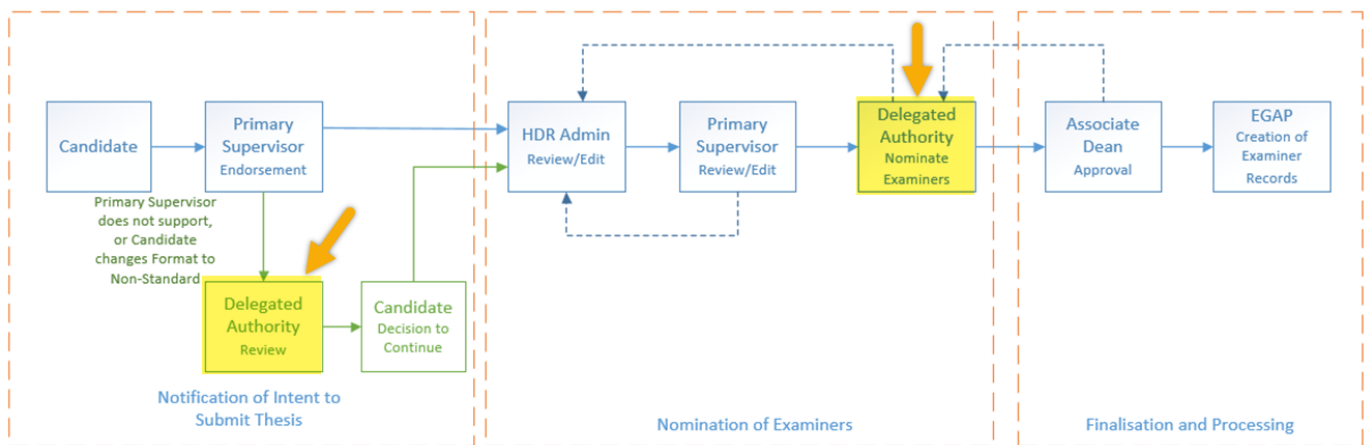 Candidate
Primary
Supervisor
Endorsement
Primary Supervisor
does not support,
or Candidate
changes Format to
Non-Standard
Delegated
Authority
Review
Candidate
Decision to
Continue
Notification of Intent to
Submit Thesis
HDR Admin
Review/Edit
Primary
Supervisor
Review/Edit
Delegated
Authority
Nominate
Examiners
Nomination of Examiners
Associate
Dean
Approval
EGAP
Creation of
Examiner
Records
Finalisation and Processing